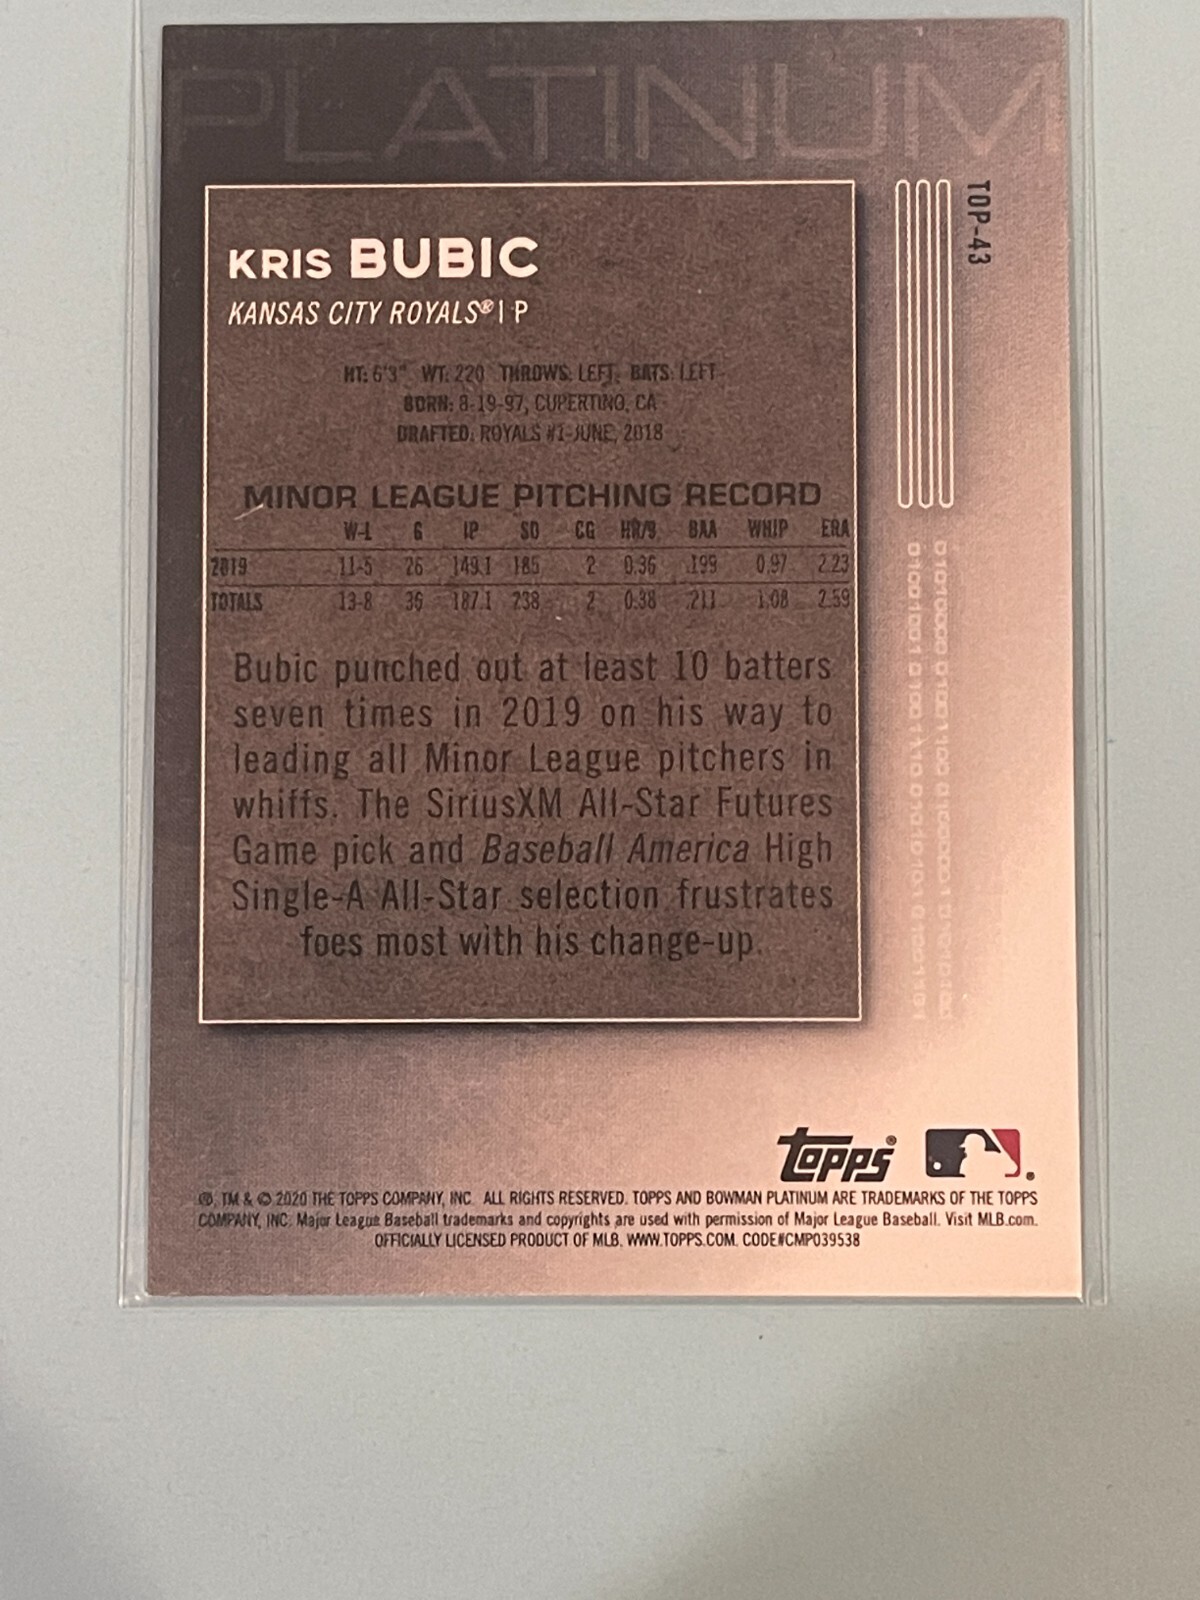 PLATINUM
TOP-43
KRIS BUBIC
KANSAS CITY ROYALS® | P
HT: 6'3" WT: 220 THROWS: LEFT BATS: LEFT
BORN: 8-19-97, CUPERTINO, CA
DRAFTED: ROYALS #1-JUNE, 2018
MINOR LEAGUE PITCHING RECORD
W-L G IP SO CG HR/9 BAA WHIP ERA
2019 11-5 26 149.1 185 2 0.36 .199 0.97 2.23
TOTALS 13-8 36 187.1 238 2 0.38 .211 1.08 2.59
Bubic punched out at least 10 batters
seven times in 2019 on his way to
leading all Minor League pitchers in
whiffs. The SiriusXM All-Star Futures
Game pick and Baseball America High
Single-A All-Star selection frustrates
foes most with his change-up.
topps®
®, TM & © 2020 THE TOPPS COMPANY, INC. ALL RIGHTS RESERVED. TOPPS AND BOWMAN PLATINUM ARE TRADEMARKS OF THE TOPPS
COMPANY, INC. Major League Baseball trademarks and copyrights are used with permission of Major League Baseball. Visit MLB.com.
OFFICIALLY LICENSED PRODUCT OF MLB. WWW.TOPPS.COM. CODE#CMP039538